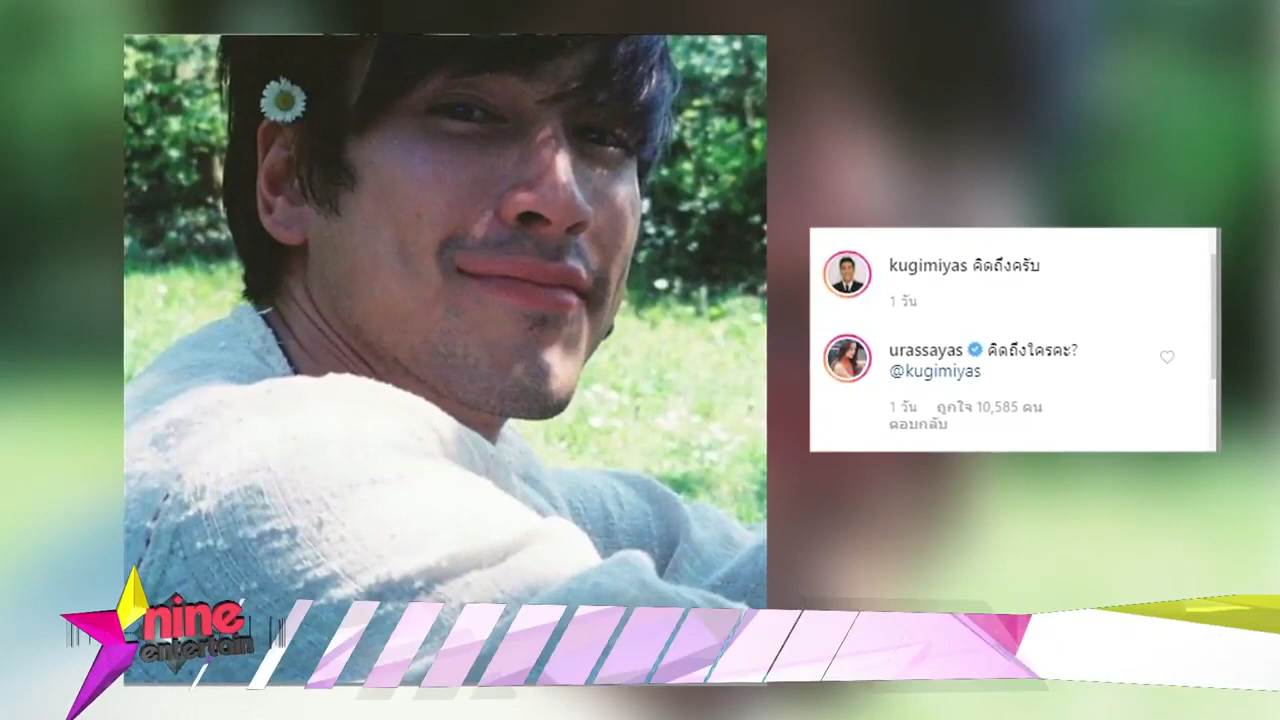 kugimiyas คิดถึงครับ
1 วัน
urassayas คิดถึงใครคะ?
@kugimiyas
1 วัน ถูกใจ 10,585 คน
ตอบกลับ
nine
entertain